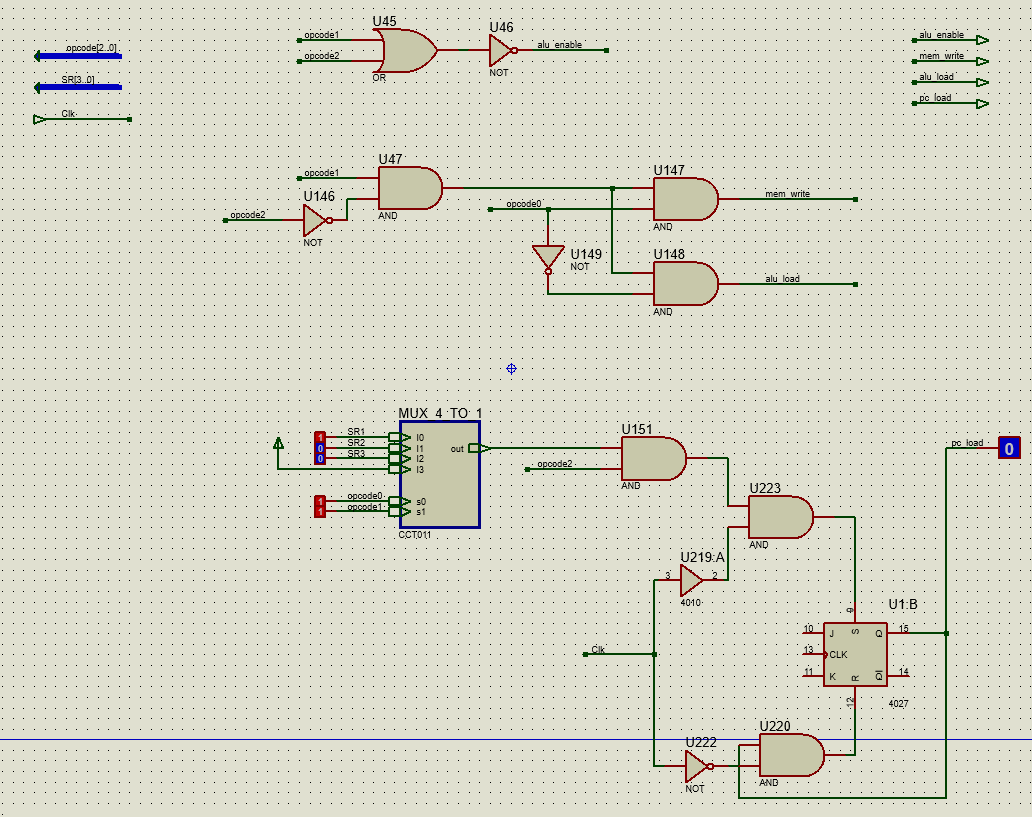 U45
U46
opcode1
alu_enable
opcode2
OR
NOT
opcode[2..0]
SR[3..0]
Clk
alu_enable
mem_write
alu_load
pc_load
U47
opcode1
AND
U146
opcode2
NOT
opcode0
U149
NOT
U147
mem_write
AND
U148
alu_load
AND
MUX 4 TO 1
1 SR1 I0
0 SR2 I1
0 SR3 I2
I3
out
1 opcode0 s0
1 opcode1 s1
CCT011
U151
opcode2
AND
pc_load 0
U223
AND
U219:A
3 2
4010
Clk
U1:B
9
10 J S Q 15
13 CLK
11 K R Q 14
12
4027
U222
NOT
U220
AND